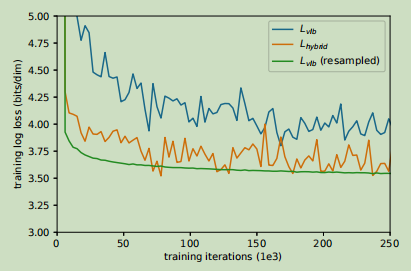 5.00
4.75
4.50
4.25
4.00
3.75
3.50
3.25
3.00
training log loss (bits/dim)
L_vlb
L_hybrid
L_vlb (resampled)
0 50 100 150 200 250
training iterations (1e3)